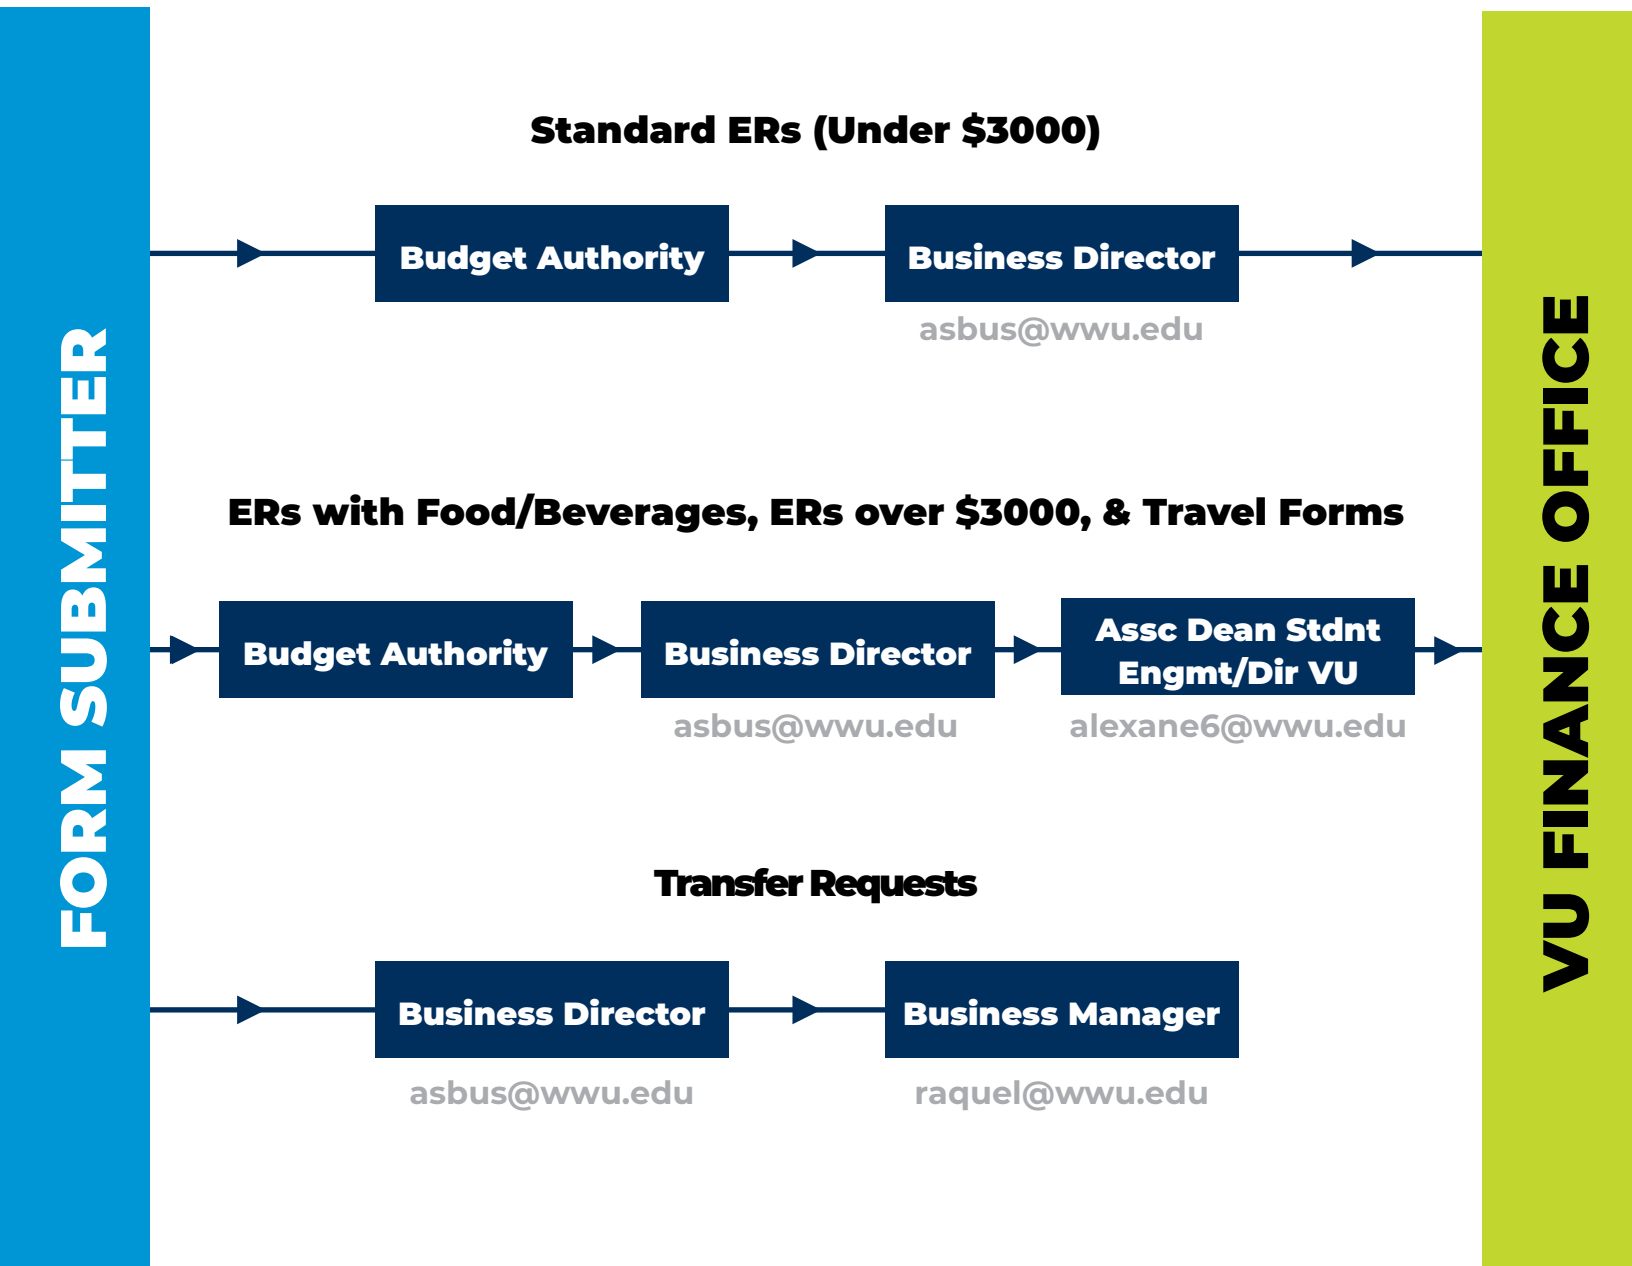 FORM SUBMITTER
Standard ERs (Under $3000)
Budget Authority
Business Director
asbus@wwu.edu
ERs with Food/Beverages, ERs over $3000, & Travel Forms
Budget Authority
Business Director
asbus@wwu.edu
Assc Dean Stdnt
Engmt/Dir VU
alexane6@wwu.edu
Transfer Requests
Business Director
asbus@wwu.edu
Business Manager
raquel@wwu.edu
VU FINANCE OFFICE